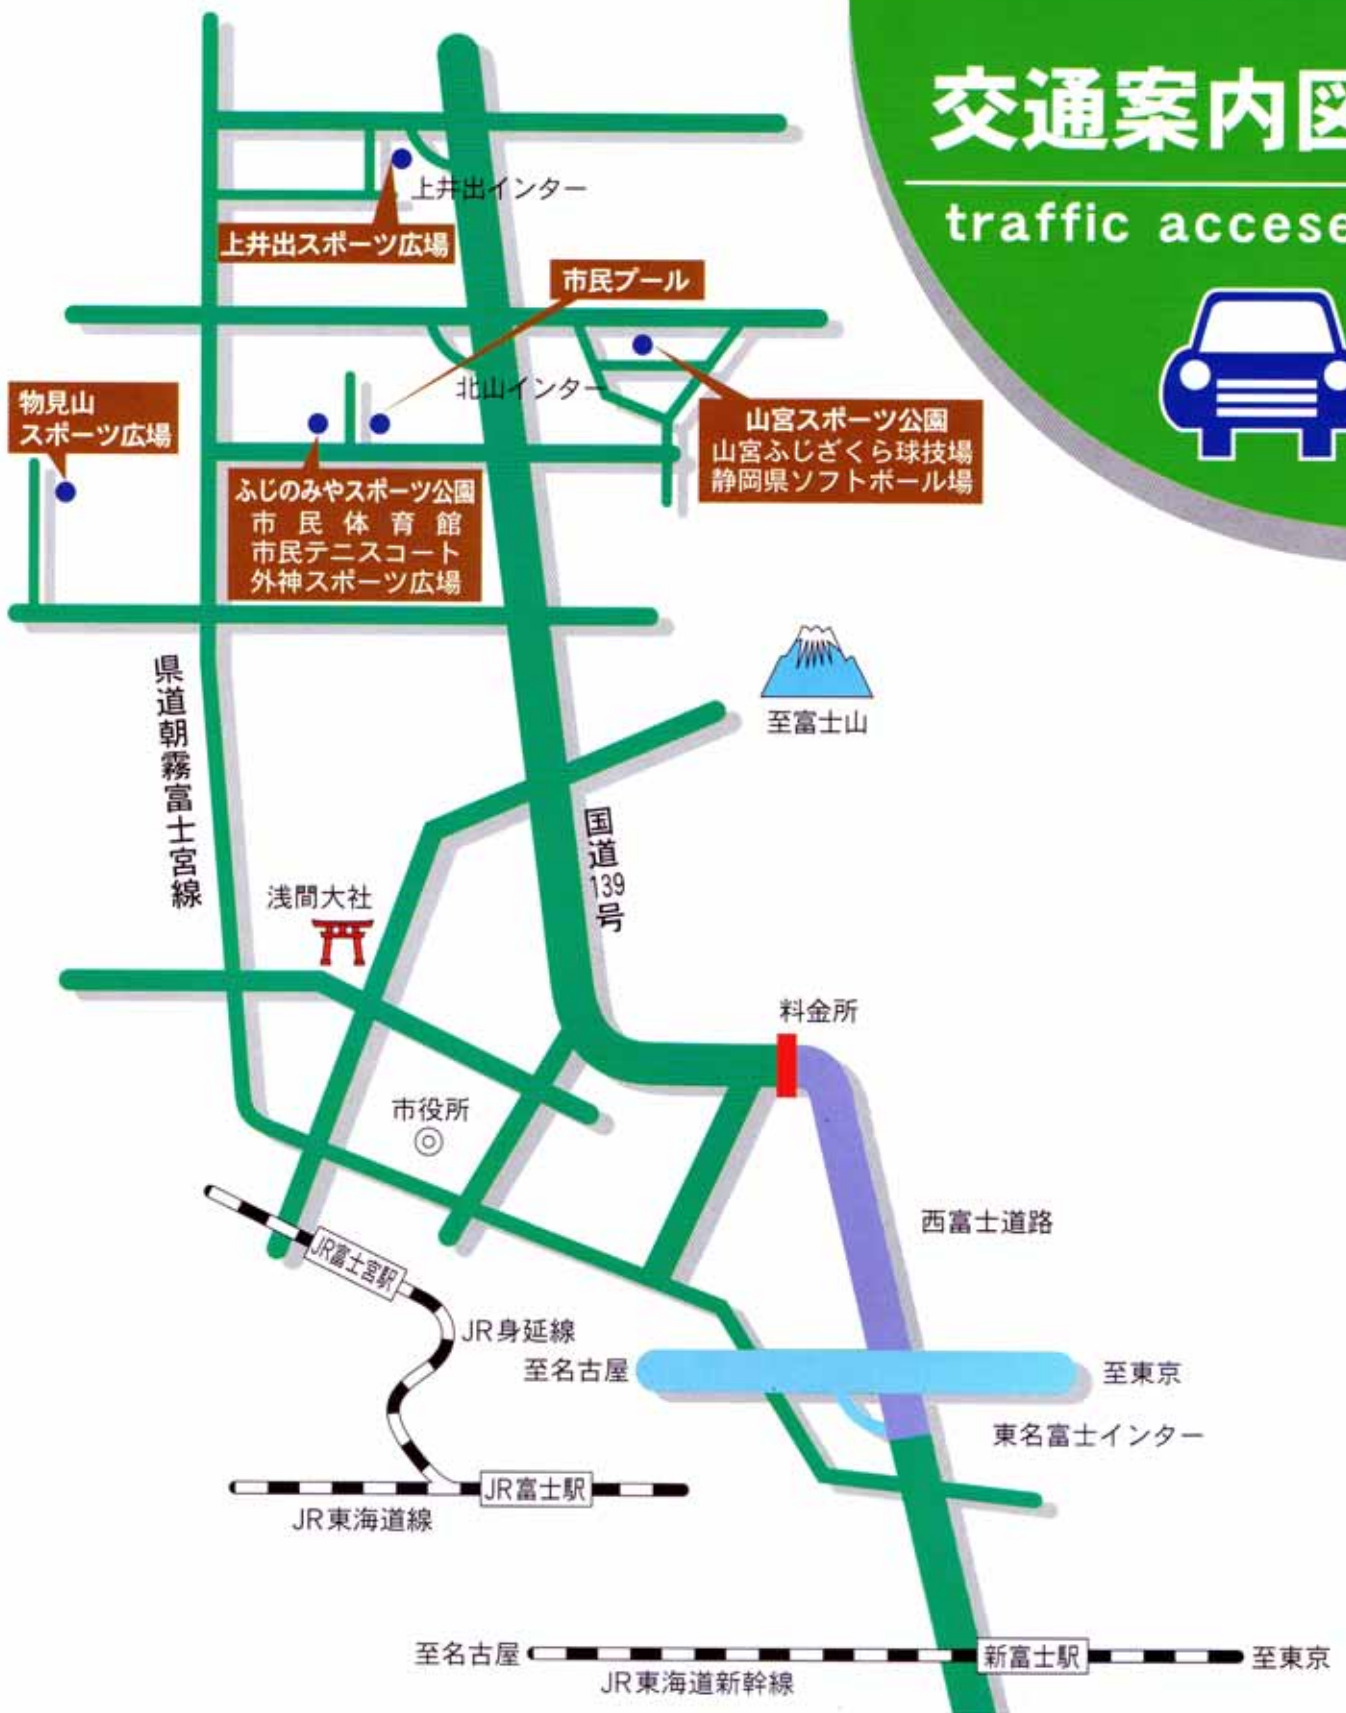 交通案内図
traffic accese
上井出インター
上井出スポーツ広場
市民プール
北山インター
物見山
スポーツ広場
山宮スポーツ公園
山宮ふじざくら球技場
静岡県ソフトボール場
ふじのみやスポーツ公園
市民体育館
市民テニスコート
外神スポーツ広場
至富士山
県道朝霧富士宮線
国道139号
浅間大社
料金所
市役所
西富士道路
JR富士宮駅
JR身延線
至名古屋
至東京
東名富士インター
JR富士駅
JR東海道線
至名古屋
新富士駅
至東京
JR東海道新幹線